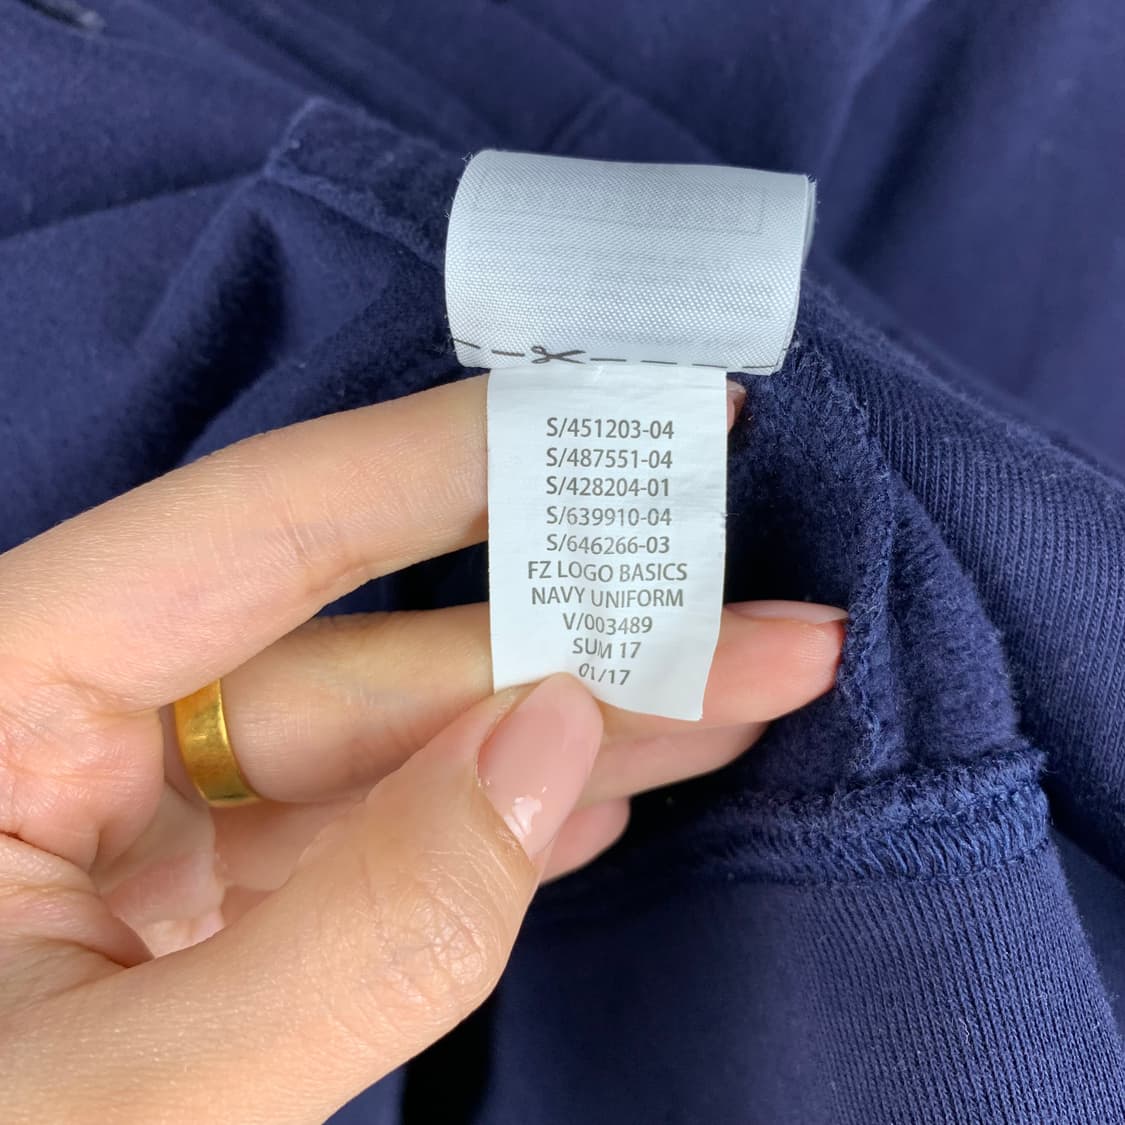 S/451203-04
S/487551-04
S/428204-01
S/639910-04
S/646266-03
FZ LOGO BASICS
NAVY UNIFORM
V/003489
SUM 17
01/17